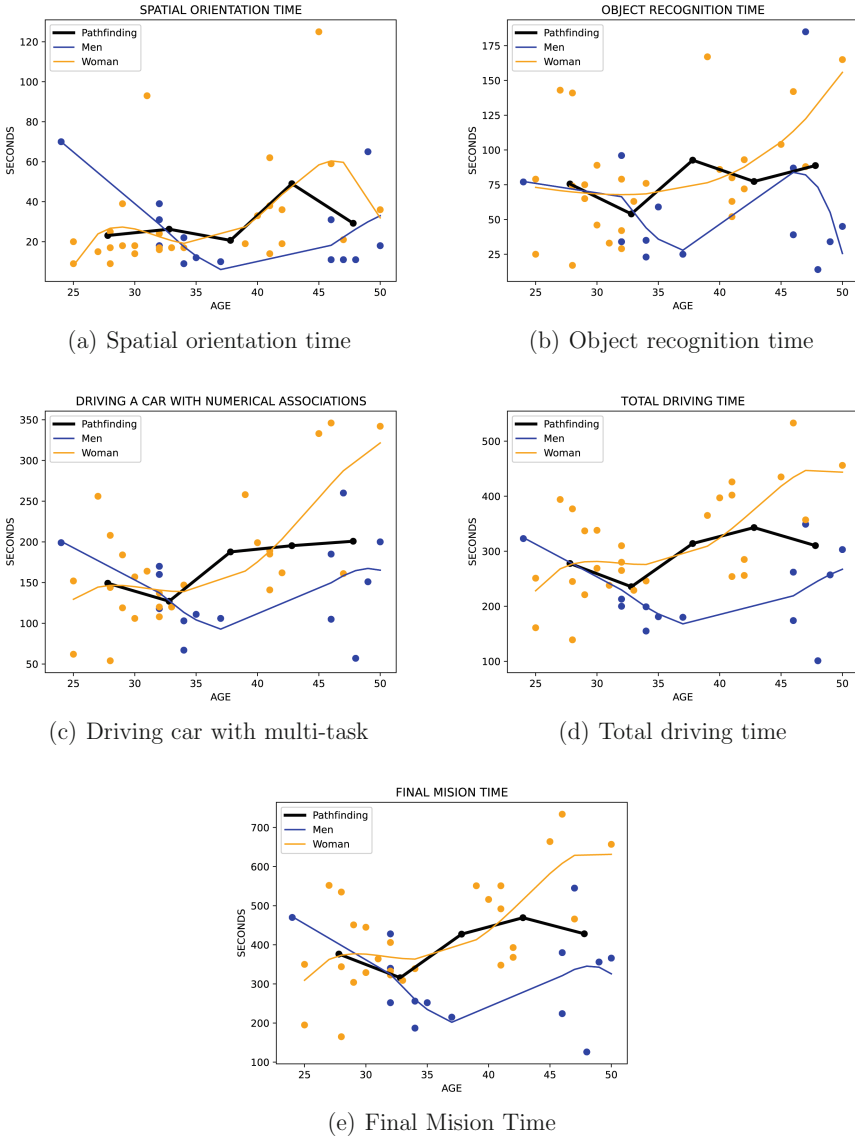 SPATIAL ORIENTATION TIME
Pathfinding
Men
Woman
120
100
80
60
40
20
SECONDS
25 30 35 40 45 50
AGE
(a) Spatial orientation time
OBJECT RECOGNITION TIME
Pathfinding
Men
Woman
175
150
125
100
75
50
25
SECONDS
25 30 35 40 45 50
AGE
(b) Object recognition time
DRIVING A CAR WITH NUMERICAL ASSOCIATIONS
Pathfinding
Men
Woman
350
300
250
200
150
100
50
SECONDS
25 30 35 40 45 50
AGE
(c) Driving car with multi-task
TOTAL DRIVING TIME
Pathfinding
Men
Woman
500
400
300
200
100
SECONDS
25 30 35 40 45 50
AGE
(d) Total driving time
FINAL MISION TIME
Pathfinding
Men
Woman
700
600
500
400
300
200
100
SECONDS
25 30 35 40 45 50
AGE
(e) Final Mision Time